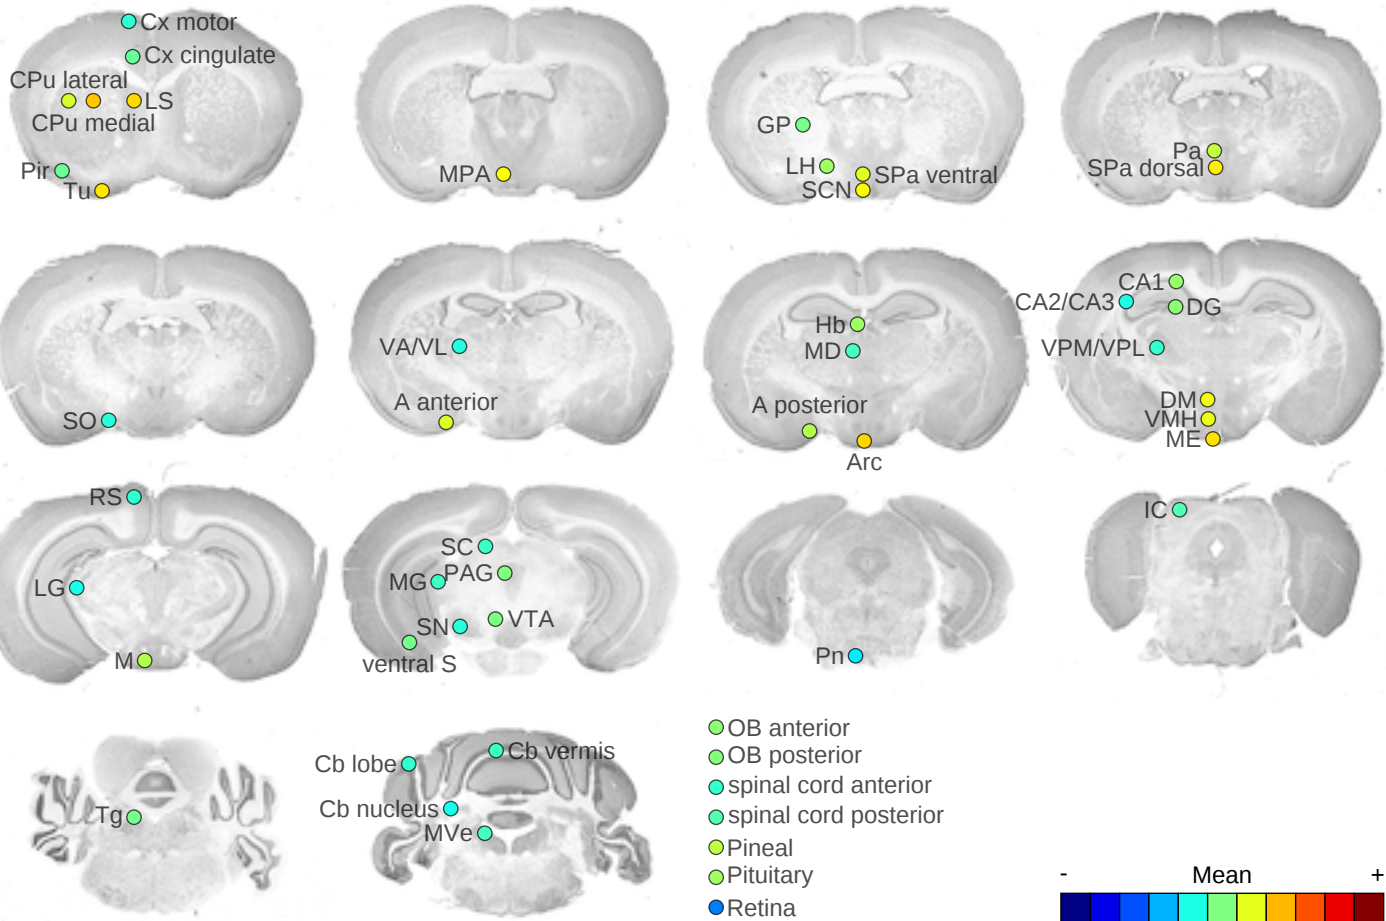 Cx motor
Cx cingulate
CPu lateral
LS
CPu medial
Pir
Tu
MPA
GP
LH
SPa ventral
SCN
Pa
SPa dorsal
SO
VA/VL
A anterior
Hb
MD
A posterior
Arc
CA1
CA2/CA3
DG
VPM/VPL
DM
VMH
ME
RS
LG
M
SC
PAG
MG
SN
VTA
ventral S
Pn
IC
Tg
Cb vermis
Cb lobe
Cb nucleus
MVe
OB anterior
OB posterior
spinal cord anterior
spinal cord posterior
Pineal
Pituitary
Retina
- Mean +